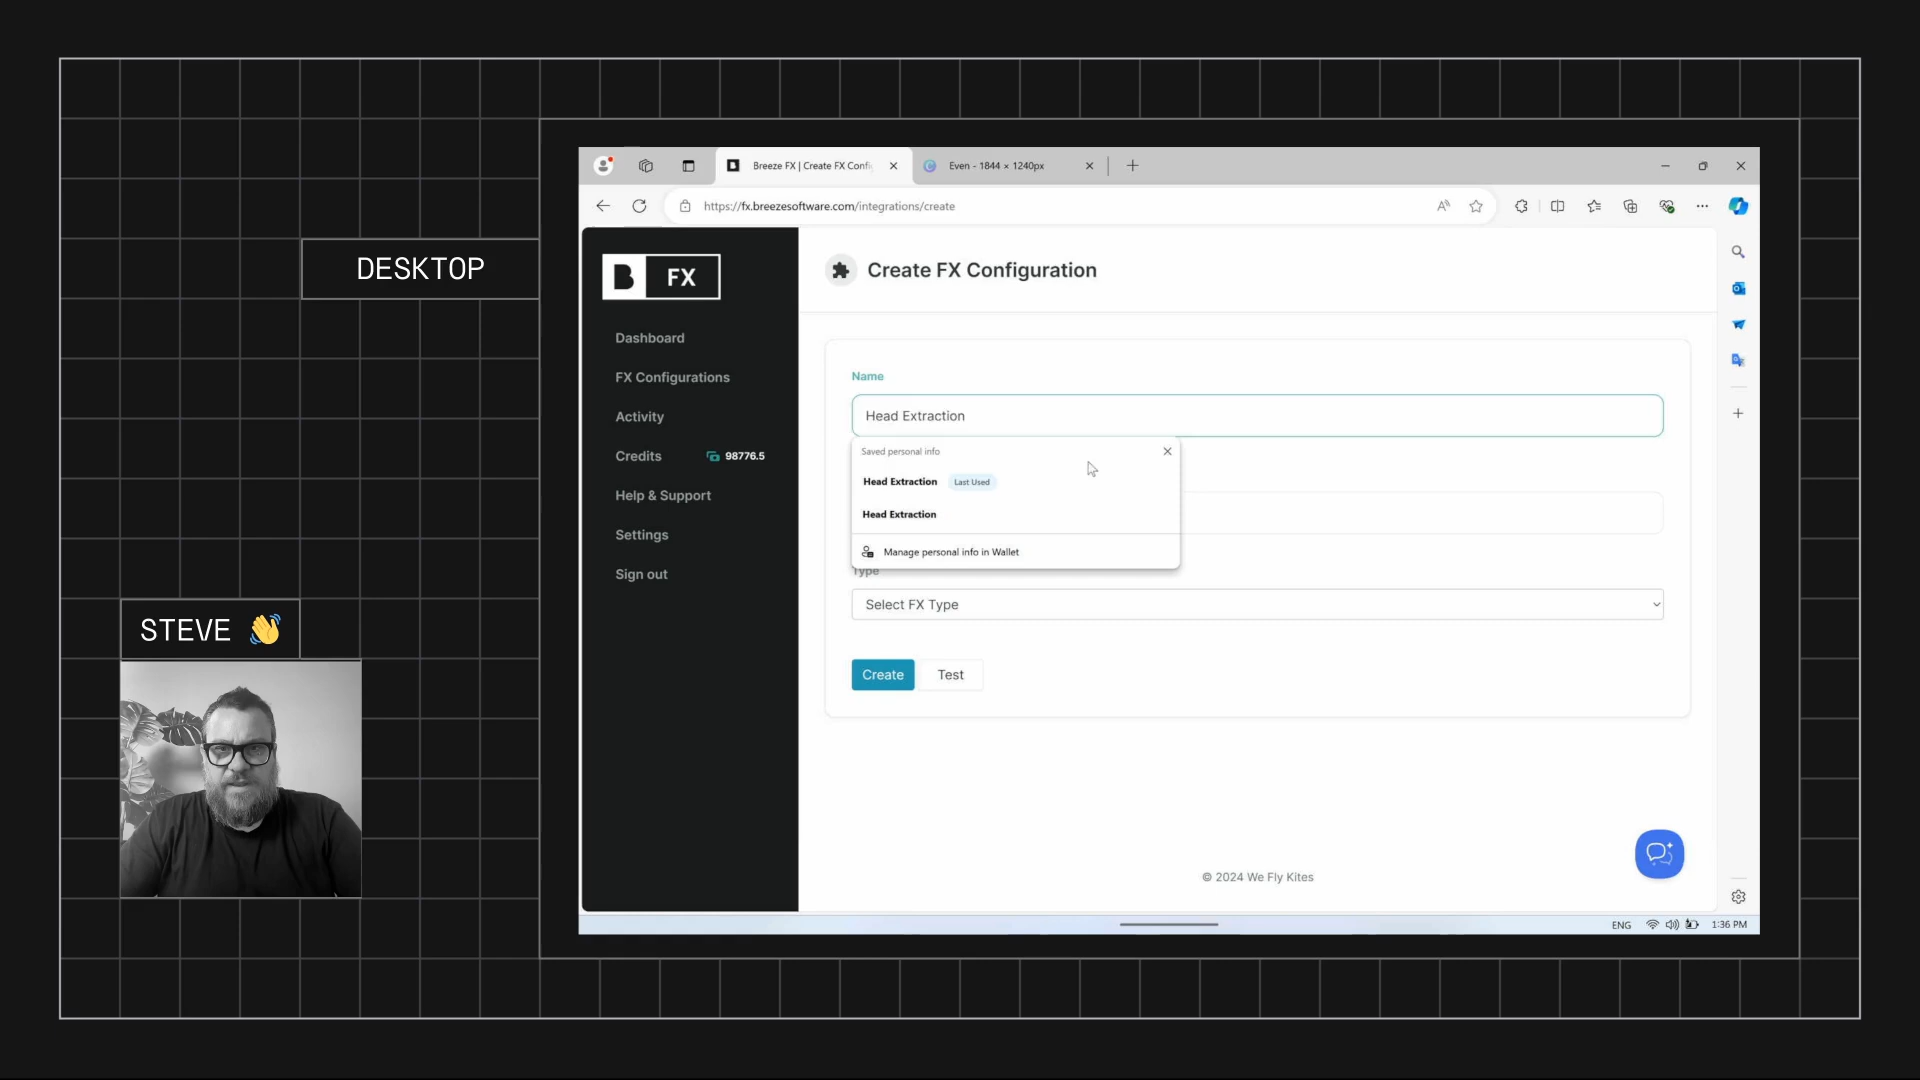 DESKTOP
STEVE 👋
Breeze FX | Create FX Confi
Even - 1844 × 1240px
https://fx.breezesoftware.com/integrations/create
B FX
Dashboard
FX Configurations
Activity
Credits 98776.5
Help & Support
Settings
Sign out
Create FX Configuration
Name
Head Extraction
Saved personal info
Head Extraction Last Used
Head Extraction
Manage personal info in Wallet
Type
Select FX Type
Create Test
© 2024 We Fly Kites
ENG 1:36 PM